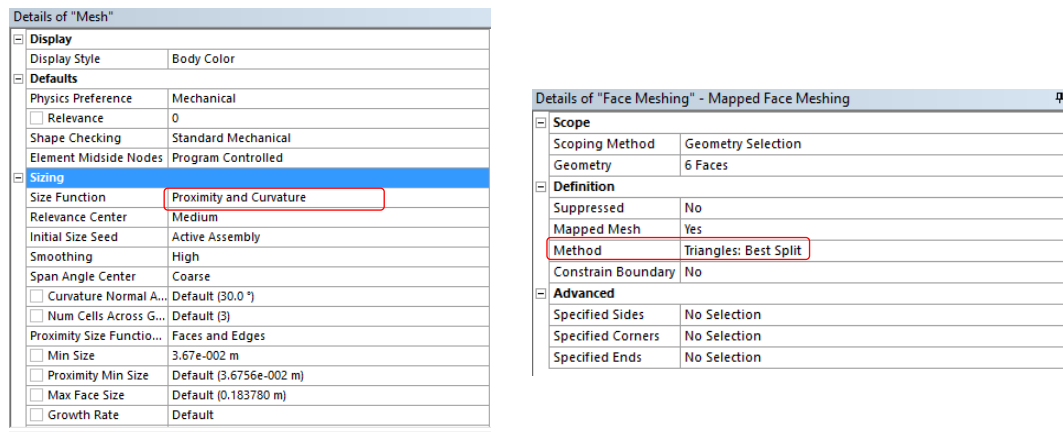 Details of "Mesh"
Display
Display Style Body Color
Defaults
Physics Preference Mechanical
Relevance 0
Shape Checking Standard Mechanical
Element Midside Nodes Program Controlled
Sizing
Size Function Proximity and Curvature
Relevance Center Medium
Initial Size Seed Active Assembly
Smoothing High
Span Angle Center Coarse
Curvature Normal A... Default (30.0 °)
Num Cells Across G... Default (3)
Proximity Size Functio... Faces and Edges
Min Size 3.67e-002 m
Proximity Min Size Default (3.6756e-002 m)
Max Face Size Default (0.183780 m)
Growth Rate Default
Details of "Face Meshing" - Mapped Face Meshing
Scope
Scoping Method Geometry Selection
Geometry 6 Faces
Definition
Suppressed No
Mapped Mesh Yes
Method Triangles: Best Split
Constrain Boundary No
Advanced
Specified Sides No Selection
Specified Corners No Selection
Specified Ends No Selection